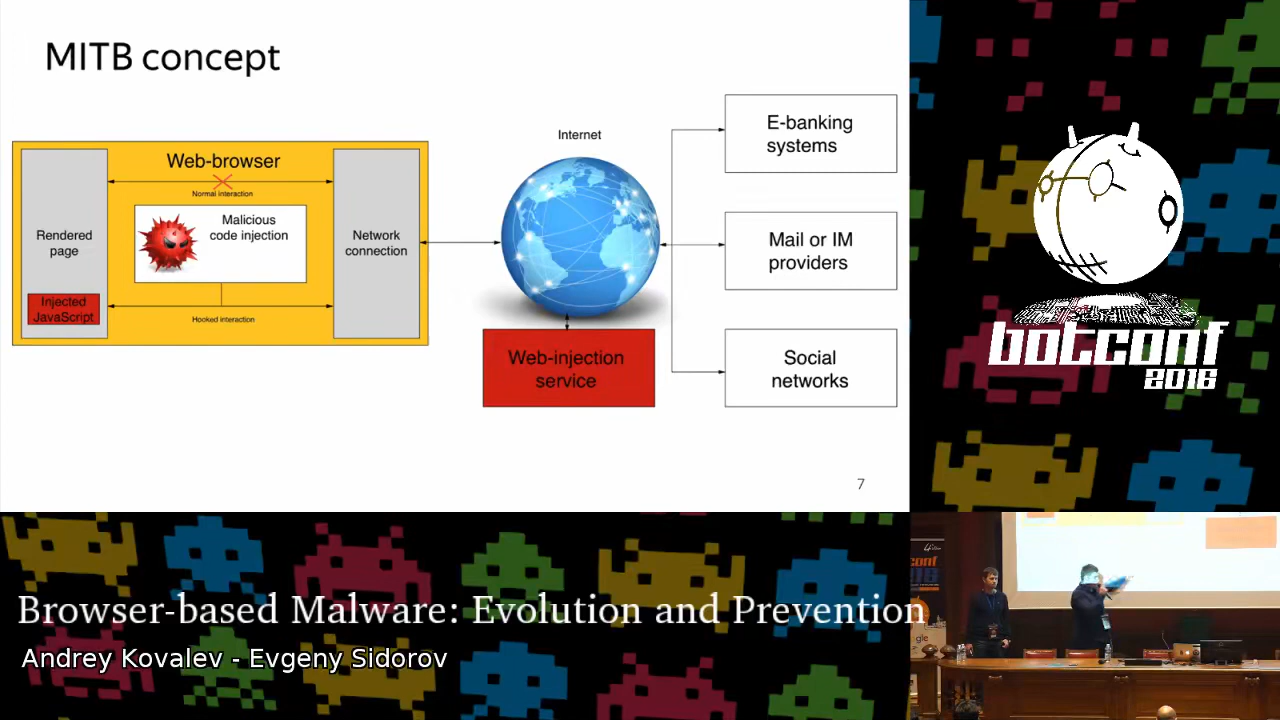 MITB concept
Web-browser
Normal interaction
Rendered
page
Malicious
code injection
Network
connection
Injected
JavaScript
Hooked interaction
Internet
Web-injection
service
E-banking
systems
Mail or IM
providers
Social
networks
7
botconf
2016
Browser-based Malware: Evolution and Prevention
Andrey Kovalev - Evgeny Sidorov